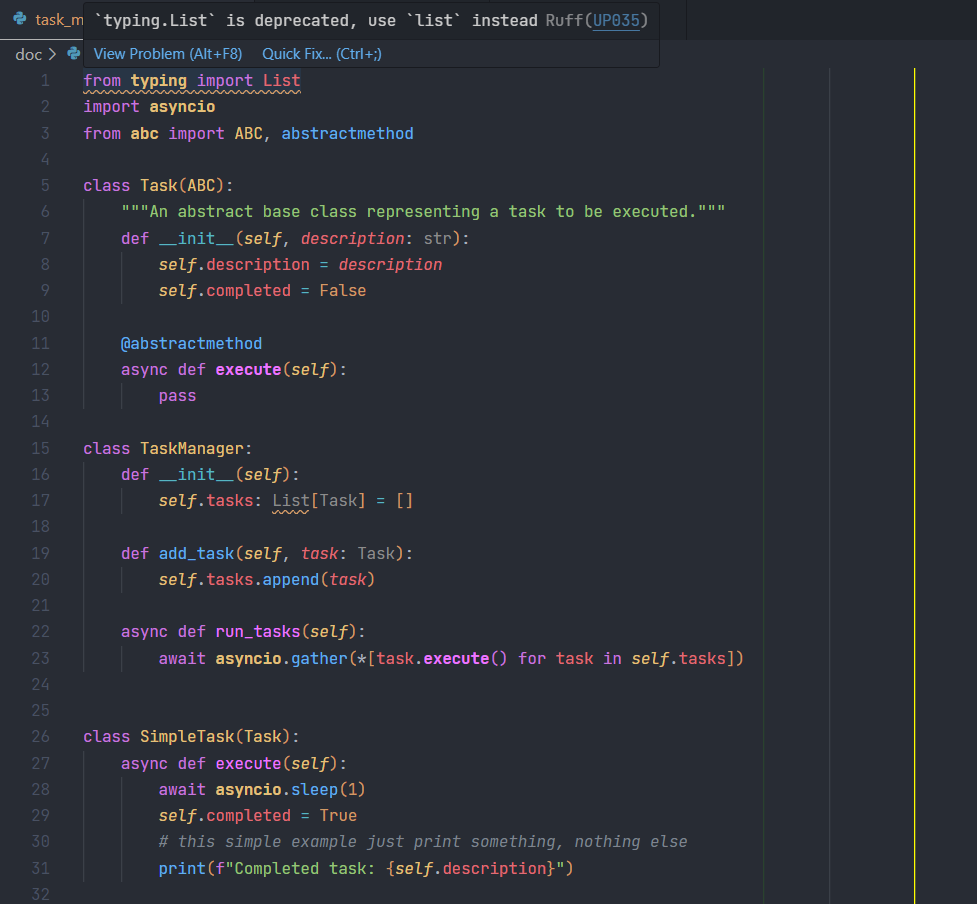 task_m
`typing.List` is deprecated, use `list` instead Ruff(UP035)
View Problem (Alt+F8) Quick Fix... (Ctrl+;)
doc >
1 from typing import List
2 import asyncio
3 from abc import ABC, abstractmethod
4
5 class Task(ABC):
6 """An abstract base class representing a task to be executed."""
7 def __init__(self, description: str):
8 self.description = description
9 self.completed = False
10
11 @abstractmethod
12 async def execute(self):
13 pass
14
15 class TaskManager:
16 def __init__(self):
17 self.tasks: List[Task] = []
18
19 def add_task(self, task: Task):
20 self.tasks.append(task)
21
22 async def run_tasks(self):
23 await asyncio.gather(*[task.execute() for task in self.tasks])
24
25
26 class SimpleTask(Task):
27 async def execute(self):
28 await asyncio.sleep(1)
29 self.completed = True
30 # this simple example just print something, nothing else
31 print(f"Completed task: {self.description}")
32